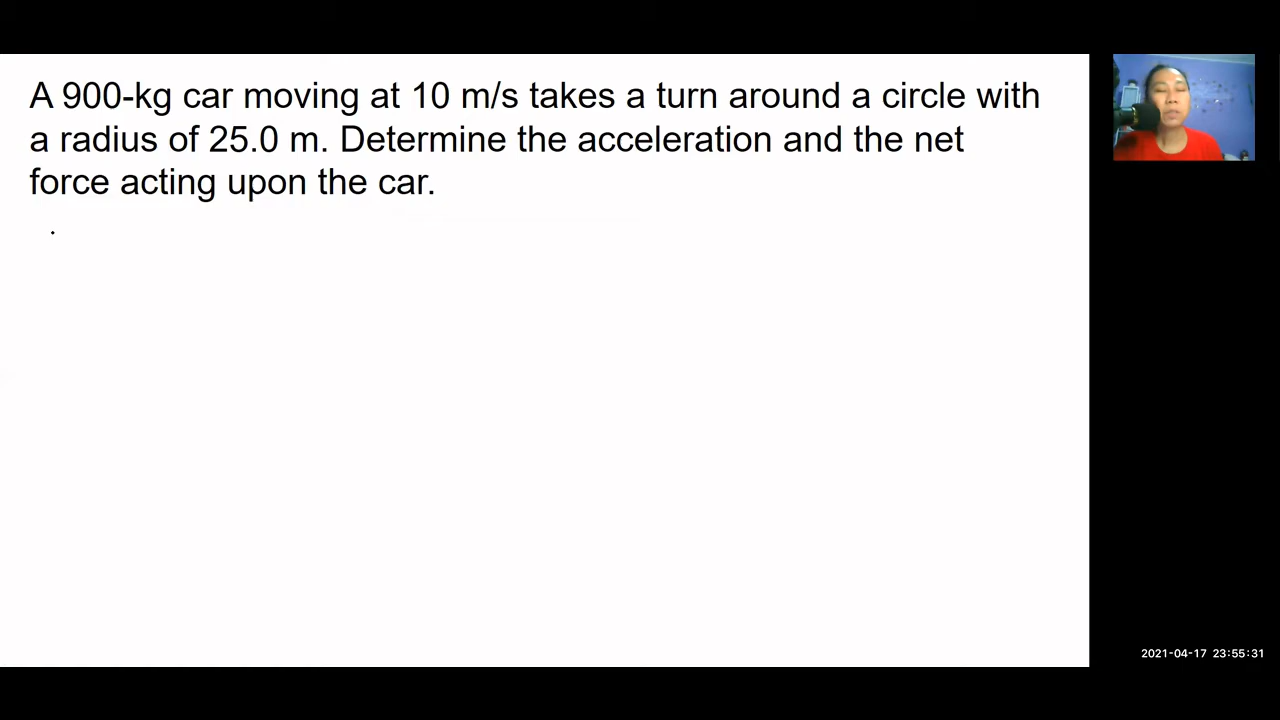 A 900-kg car moving at 10 m/s takes a turn around a circle with
a radius of 25.0 m. Determine the acceleration and the net
force acting upon the car.
2021-04-17 23:55:31